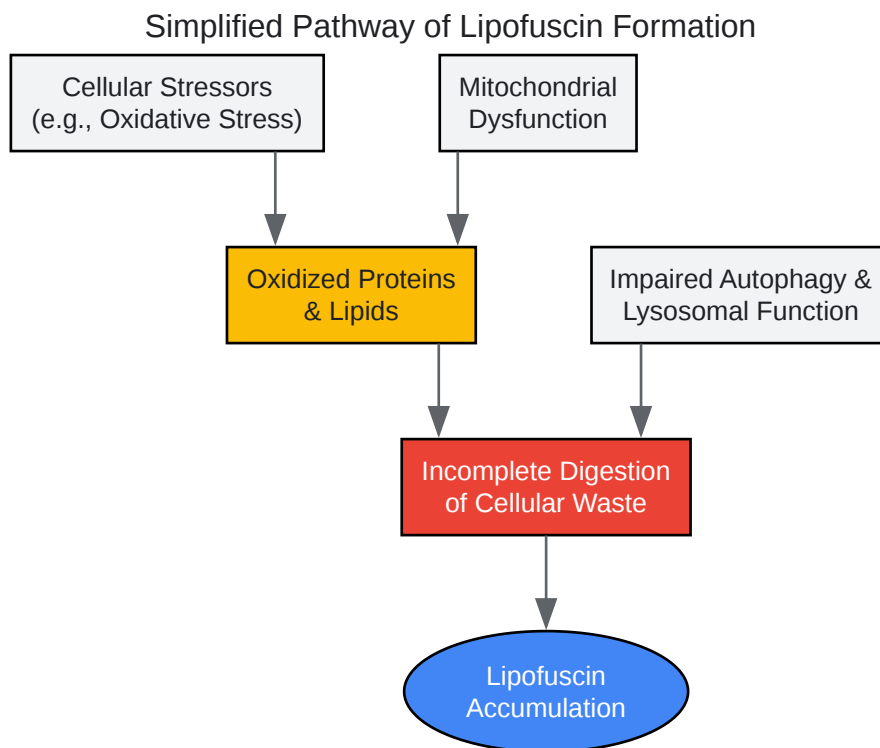 Simplified Pathway of Lipofuscin Formation
Cellular Stressors
(e.g., Oxidative Stress)
Mitochondrial
Dysfunction
Oxidized Proteins
& Lipids
Impaired Autophagy &
Lysosomal Function
Incomplete Digestion
of Cellular Waste
Lipofuscin
Accumulation